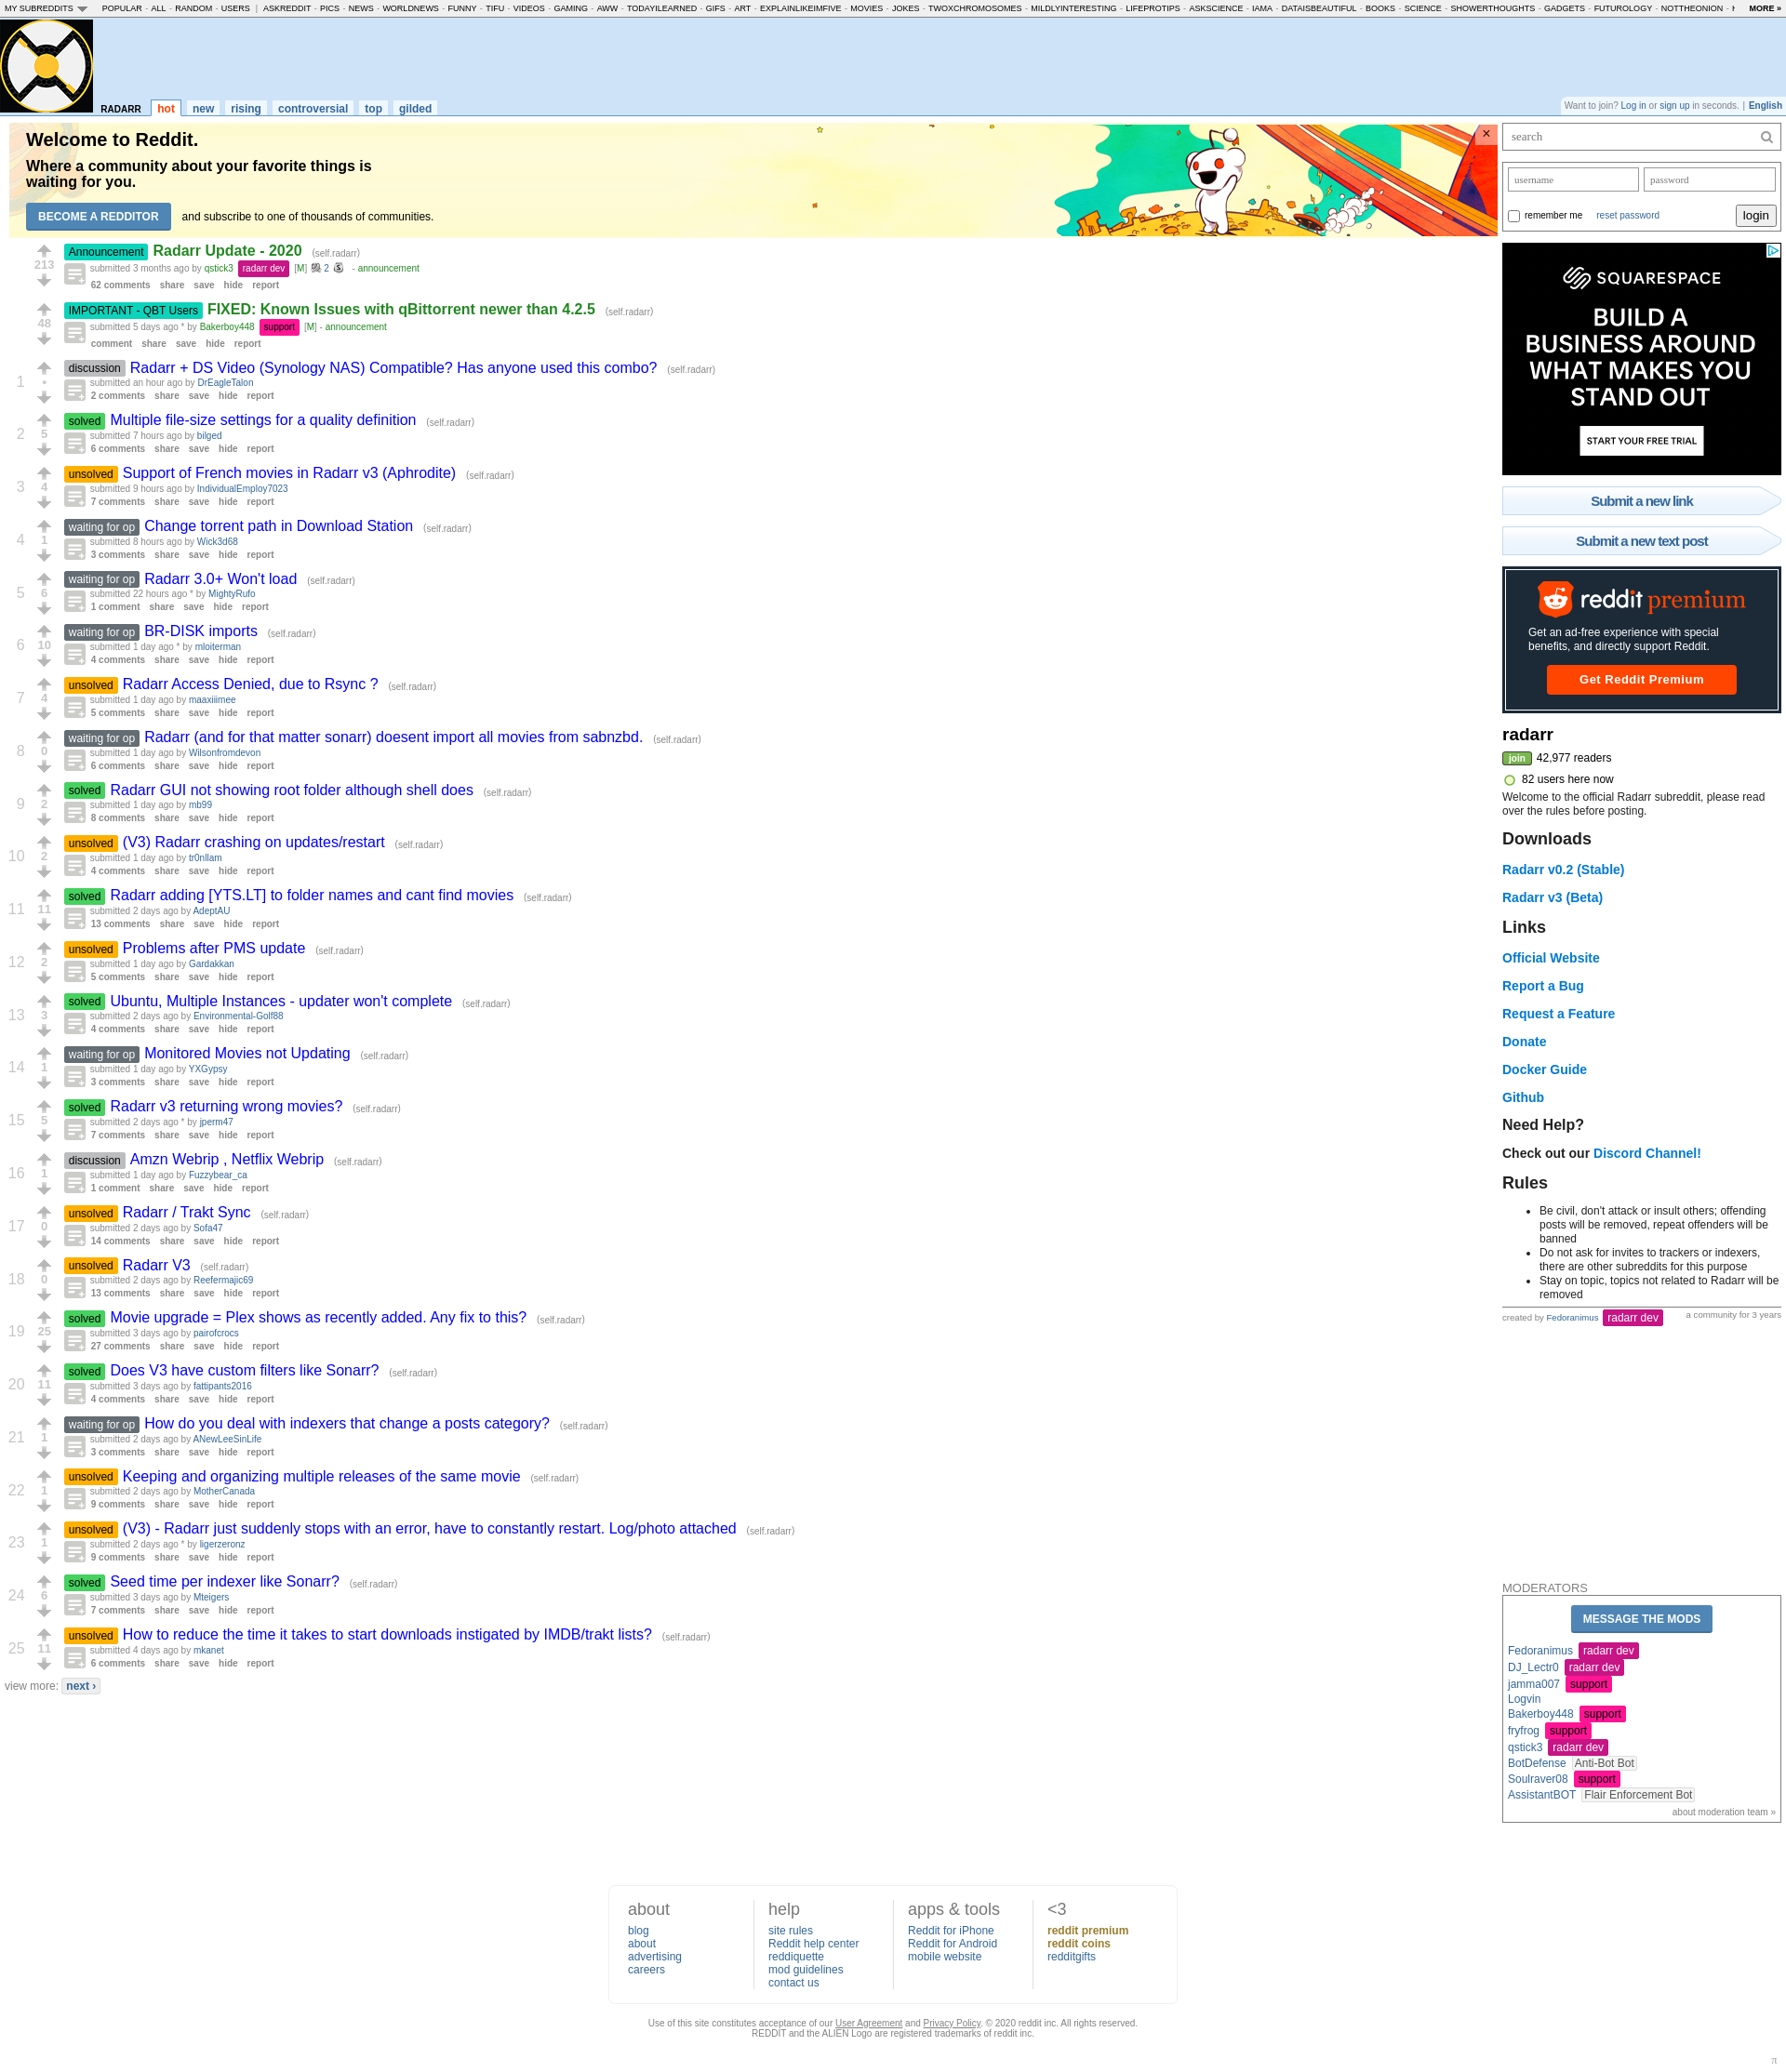 MY SUBREDDITS POPULAR - ALL - RANDOM - USERS | ASKREDDIT - PICS - NEWS - WORLDNEWS - FUNNY - TIFU - VIDEOS - GAMING - AWW - TODAYILEARNED - GIFS - ART - EXPLAINLIKEIMFIVE - MOVIES - JOKES - TWOXCHROMOSOMES - MILDLYINTERESTING - LIFEPROTIPS - ASKSCIENCE - IAMA - DATAISBEAUTIFUL - BOOKS - SCIENCE - SHOWERTHOUGHTS - GADGETS - FUTUROLOGY - NOTTHEONION - MORE »
RADARR hot new rising controversial top gilded
Want to join? Log in or sign up in seconds. | English
Welcome to Reddit.
Where a community about your favorite things is
waiting for you.
BECOME A REDDITOR and subscribe to one of thousands of communities.
×
213
Announcement Radarr Update - 2020 (self.radarr)
submitted 3 months ago by qstick3 radarr dev [M] 2 - announcement
62 comments share save hide report
48
IMPORTANT - QBT Users FIXED: Known Issues with qBittorrent newer than 4.2.5 (self.radarr)
submitted 5 days ago * by Bakerboy448 support [M] - announcement
comment share save hide report
1 •
discussion Radarr + DS Video (Synology NAS) Compatible? Has anyone used this combo? (self.radarr)
submitted an hour ago by DrEagleTalon
2 comments share save hide report
2 5
solved Multiple file-size settings for a quality definition (self.radarr)
submitted 7 hours ago by bilged
6 comments share save hide report
3 4
unsolved Support of French movies in Radarr v3 (Aphrodite) (self.radarr)
submitted 9 hours ago by IndividualEmploy7023
7 comments share save hide report
4 1
waiting for op Change torrent path in Download Station (self.radarr)
submitted 8 hours ago by Wick3d68
3 comments share save hide report
5 6
waiting for op Radarr 3.0+ Won't load (self.radarr)
submitted 22 hours ago * by MightyRufo
1 comment share save hide report
6 10
waiting for op BR-DISK imports (self.radarr)
submitted 1 day ago * by mloiterman
4 comments share save hide report
7 4
unsolved Radarr Access Denied, due to Rsync ? (self.radarr)
submitted 1 day ago by maaxiiimee
5 comments share save hide report
8 0
waiting for op Radarr (and for that matter sonarr) doesent import all movies from sabnzbd. (self.radarr)
submitted 1 day ago by Wilsonfromdevon
6 comments share save hide report
9 2
solved Radarr GUI not showing root folder although shell does (self.radarr)
submitted 1 day ago by mb99
8 comments share save hide report
10 2
unsolved (V3) Radarr crashing on updates/restart (self.radarr)
submitted 1 day ago by tr0nllam
4 comments share save hide report
11 11
solved Radarr adding [YTS.LT] to folder names and cant find movies (self.radarr)
submitted 2 days ago by AdeptAU
13 comments share save hide report
12 2
unsolved Problems after PMS update (self.radarr)
submitted 1 day ago by Gardakkan
5 comments share save hide report
13 3
solved Ubuntu, Multiple Instances - updater won't complete (self.radarr)
submitted 2 days ago by Environmental-Golf88
4 comments share save hide report
14 1
waiting for op Monitored Movies not Updating (self.radarr)
submitted 1 day ago by YXGypsy
3 comments share save hide report
15 5
solved Radarr v3 returning wrong movies? (self.radarr)
submitted 2 days ago * by jperm47
7 comments share save hide report
16 1
discussion Amzn Webrip , Netflix Webrip (self.radarr)
submitted 1 day ago by Fuzzybear_ca
1 comment share save hide report
17 0
unsolved Radarr / Trakt Sync (self.radarr)
submitted 2 days ago by Sofa47
14 comments share save hide report
18 0
unsolved Radarr V3 (self.radarr)
submitted 2 days ago by Reefermajic69
13 comments share save hide report
19 25
solved Movie upgrade = Plex shows as recently added. Any fix to this? (self.radarr)
submitted 3 days ago by pairofcrocs
27 comments share save hide report
20 11
solved Does V3 have custom filters like Sonarr? (self.radarr)
submitted 3 days ago by fattipants2016
4 comments share save hide report
21 1
waiting for op How do you deal with indexers that change a posts category? (self.radarr)
submitted 2 days ago by ANewLeeSinLife
3 comments share save hide report
22 1
unsolved Keeping and organizing multiple releases of the same movie (self.radarr)
submitted 2 days ago by MotherCanada
9 comments share save hide report
23 1
unsolved (V3) - Radarr just suddenly stops with an error, have to constantly restart. Log/photo attached (self.radarr)
submitted 2 days ago * by ligerzeronz
9 comments share save hide report
24 6
solved Seed time per indexer like Sonarr? (self.radarr)
submitted 3 days ago by Mteigers
7 comments share save hide report
25 11
unsolved How to reduce the time it takes to start downloads instigated by IMDB/trakt lists? (self.radarr)
submitted 4 days ago by mkanet
6 comments share save hide report
view more: next ›
search
username password
remember me reset password login
SQUARESPACE
BUILD A
BUSINESS AROUND
WHAT MAKES YOU
STAND OUT
START YOUR FREE TRIAL
Submit a new link
Submit a new text post
reddit premium
Get an ad-free experience with special
benefits, and directly support Reddit.
Get Reddit Premium
radarr
join 42,977 readers
82 users here now
Welcome to the official Radarr subreddit, please read
over the rules before posting.
Downloads
Radarr v0.2 (Stable)
Radarr v3 (Beta)
Links
Official Website
Report a Bug
Request a Feature
Donate
Docker Guide
Github
Need Help?
Check out our Discord Channel!
Rules
• Be civil, don't attack or insult others; offending
posts will be removed, repeat offenders will be
banned
• Do not ask for invites to trackers or indexers,
there are other subreddits for this purpose
• Stay on topic, topics not related to Radarr will be
removed
created by Fedoranimus radarr dev a community for 3 years
MODERATORS
MESSAGE THE MODS
Fedoranimus radarr dev
DJ_Lectr0 radarr dev
jamma007 support
Logvin
Bakerboy448 support
fryfrog support
qstick3 radarr dev
BotDefense Anti-Bot Bot
Soulraver08 support
AssistantBOT Flair Enforcement Bot
about moderation team »
about
blog
about
advertising
careers
help
site rules
Reddit help center
reddiquette
mod guidelines
contact us
apps & tools
Reddit for iPhone
Reddit for Android
mobile website
<3
reddit premium
reddit coins
redditgifts
Use of this site constitutes acceptance of our User Agreement and Privacy Policy. © 2020 reddit inc. All rights reserved.
REDDIT and the ALIEN Logo are registered trademarks of reddit inc.
π